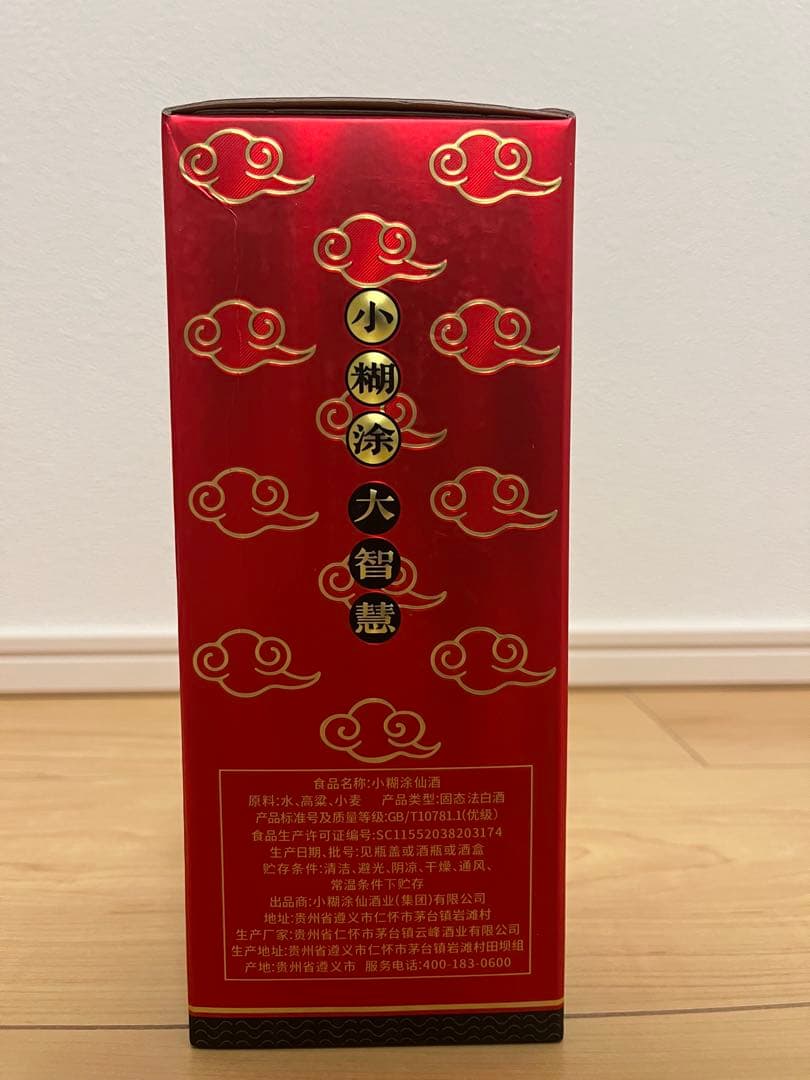 小糊涂大智慧
食品名称:小糊涂仙酒
原料:水、高粱、小麦 产品类型:固态法白酒
产品标准号及质量等级:GB/T10781.1(优级)
食品生产许可证编号:SC11552038203174
生产日期、批号:见瓶盖或酒瓶或酒盒
贮存条件:清洁、避光、阴凉、干燥、通风、
常温条件下贮存
出品商:小糊涂仙酒业(集团)有限公司
地址:贵州省遵义市仁怀市茅台镇岩滩村
生产厂家:贵州省仁怀市茅台镇云峰酒业有限公司
生产地址:贵州省遵义市仁怀市茅台镇岩滩村田坝组
产地:贵州省遵义市 服务电话:400-183-0600